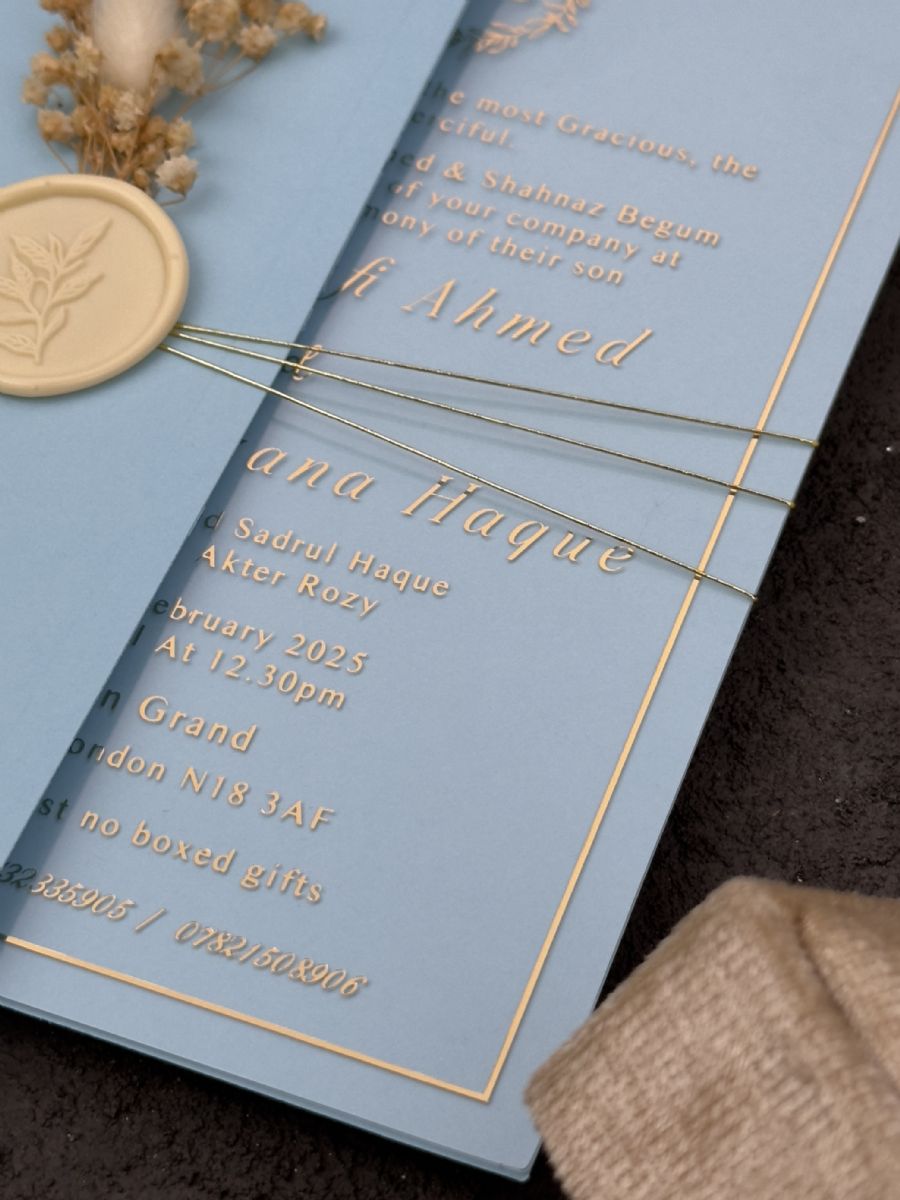 he most Gracious, the
erciful.
ed & Shahnaz Begum
of your company at
mony of their son
fi Ahmed
&
ana Haque
d Sadrul Haque
Akter Rozy
ebruary 2025
l At 12.30pm
n Grand
ondon N18 3AF
st no boxed gifts
32335905 / 07821508906